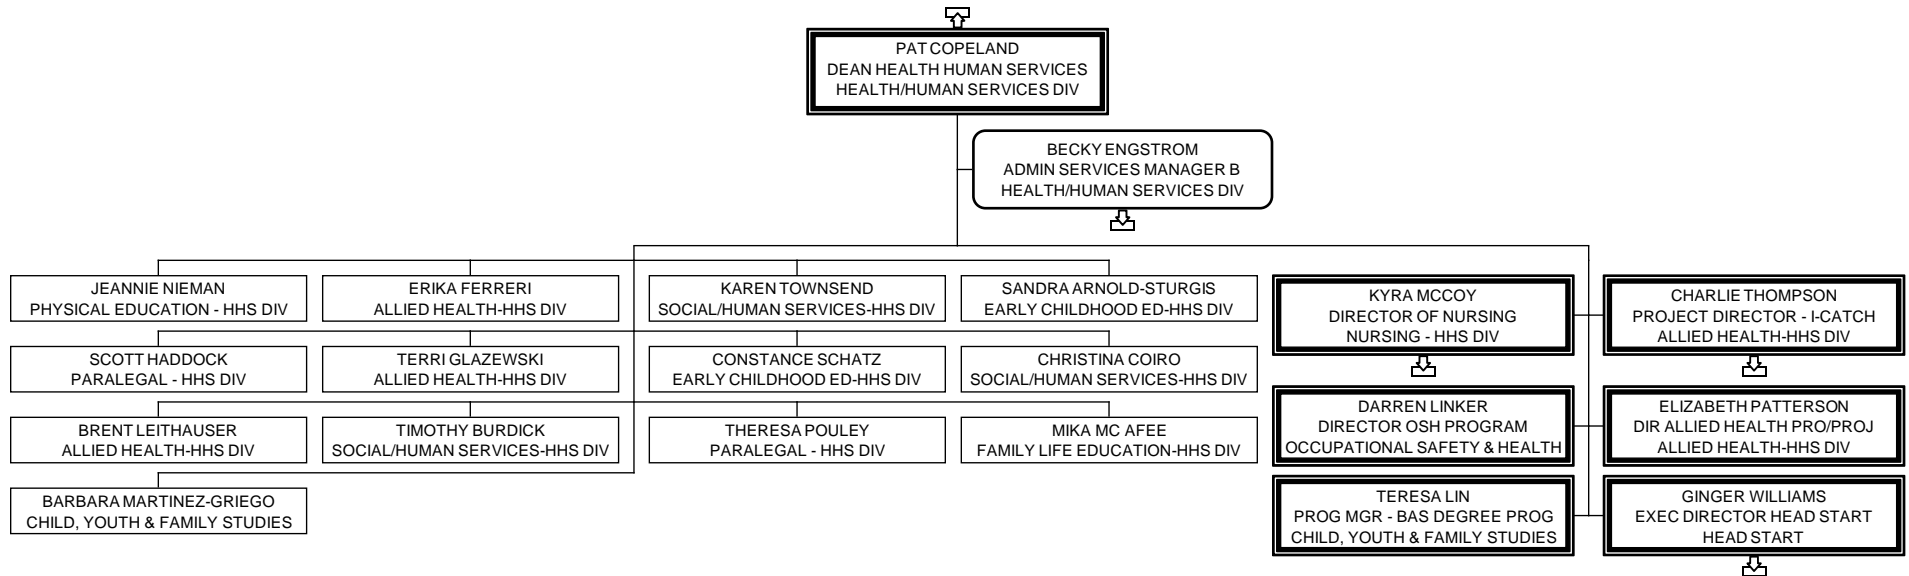 PAT COPELAND
DEAN HEALTH HUMAN SERVICES
HEALTH/HUMAN SERVICES DIV
BECKY ENGSTROM
ADMIN SERVICES MANAGER B
HEALTH/HUMAN SERVICES DIV
JEANNIE NIEMAN
PHYSICAL EDUCATION - HHS DIV
ERIKA FERRERI
ALLIED HEALTH-HHS DIV
KAREN TOWNSEND
SOCIAL/HUMAN SERVICES-HHS DIV
SANDRA ARNOLD-STURGIS
EARLY CHILDHOOD ED-HHS DIV
KYRA MCCOY
DIRECTOR OF NURSING
NURSING - HHS DIV
CHARLIE THOMPSON
PROJECT DIRECTOR - I-CATCH
ALLIED HEALTH-HHS DIV
SCOTT HADDOCK
PARALEGAL - HHS DIV
TERRI GLAZEWSKI
ALLIED HEALTH-HHS DIV
CONSTANCE SCHATZ
EARLY CHILDHOOD ED-HHS DIV
CHRISTINA COIRO
SOCIAL/HUMAN SERVICES-HHS DIV
DARREN LINKER
DIRECTOR OSH PROGRAM
OCCUPATIONAL SAFETY & HEALTH
ELIZABETH PATTERSON
DIR ALLIED HEALTH PRO/PROJ
ALLIED HEALTH-HHS DIV
BRENT LEITHAUSER
ALLIED HEALTH-HHS DIV
TIMOTHY BURDICK
SOCIAL/HUMAN SERVICES-HHS DIV
THERESA POULEY
PARALEGAL - HHS DIV
MIKA MC AFEE
FAMILY LIFE EDUCATION-HHS DIV
BARBARA MARTINEZ-GRIEGO
CHILD, YOUTH & FAMILY STUDIES
TERESA LIN
PROG MGR - BAS DEGREE PROG
CHILD, YOUTH & FAMILY STUDIES
GINGER WILLIAMS
EXEC DIRECTOR HEAD START
HEAD START